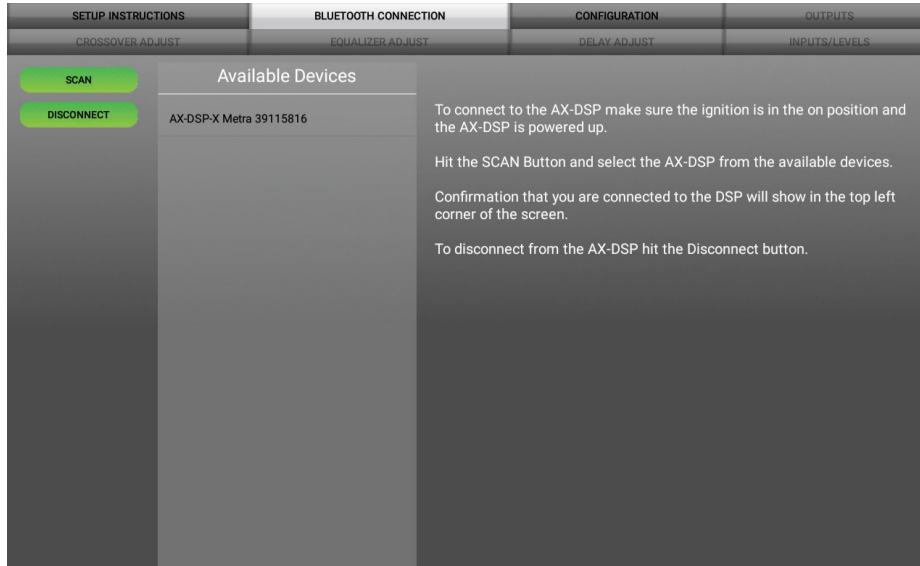 SETUP INSTRUCTIONS
BLUETOOTH CONNECTION
CONFIGURATION
OUTPUTS
CROSSOVER ADJUST
EQUALIZER ADJUST
DELAY ADJUST
INPUTS/LEVELS
SCAN
DISCONNECT
Available Devices
AX-DSP-X Metra 39115816
To connect to the AX-DSP make sure the ignition is in the on position and
the AX-DSP is powered up.
Hit the SCAN Button and select the AX-DSP from the available devices.
Confirmation that you are connected to the DSP will show in the top left
corner of the screen.
To disconnect from the AX-DSP hit the Disconnect button.